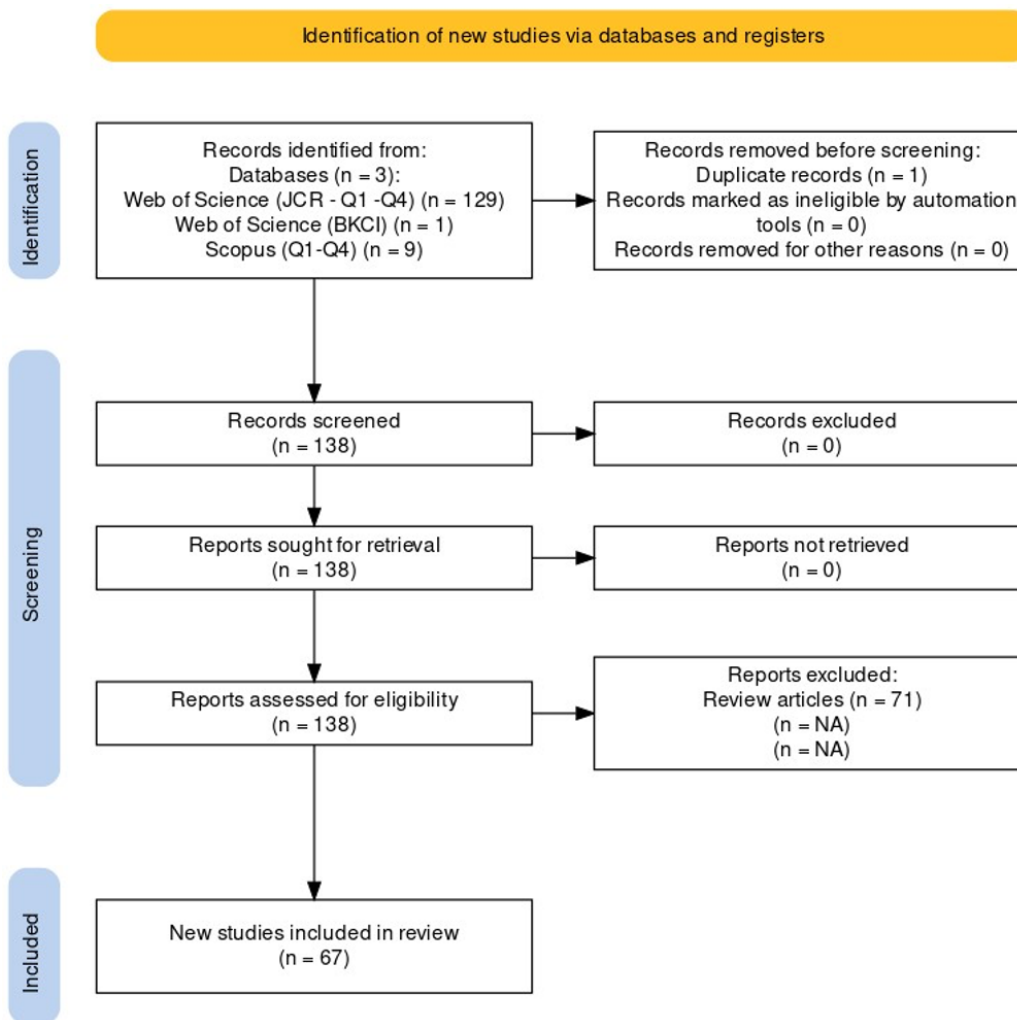 Identification of new studies via databases and registers
Identification
Records identified from:
Databases (n = 3):
Web of Science (JCR - Q1 -Q4) (n = 129)
Web of Science (BKCI) (n = 1)
Scopus (Q1-Q4) (n = 9)
Records removed before screening:
Duplicate records (n = 1)
Records marked as ineligible by automation
tools (n = 0)
Records removed for other reasons (n = 0)
Screening
Records screened
(n = 138)
Records excluded
(n = 0)
Reports sought for retrieval
(n = 138)
Reports not retrieved
(n = 0)
Reports assessed for eligibility
(n = 138)
Reports excluded:
Review articles (n = 71)
(n = NA)
(n = NA)
Included
New studies included in review
(n = 67)